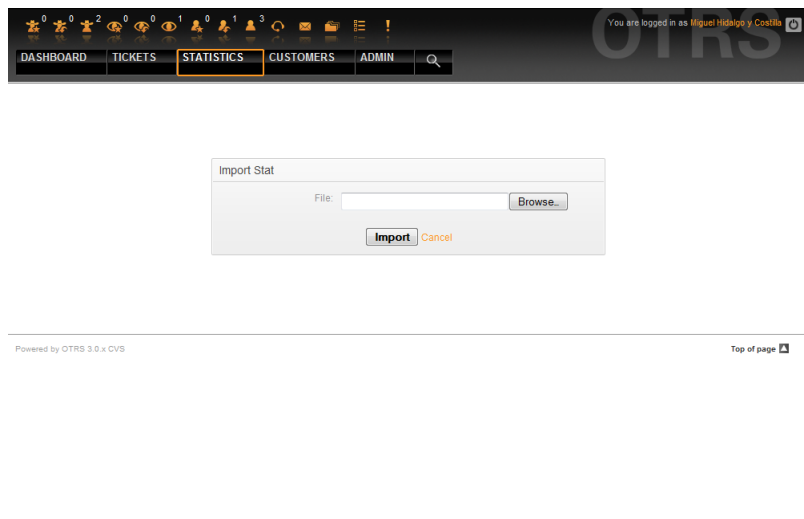 0 0 2 0 0 1 0 1 3
OTRS
You are logged in as Miguel Hidalgo y Costilla
DASHBOARD TICKETS STATISTICS CUSTOMERS ADMIN
Import Stat
File: Browse..
Import Cancel
Powered by OTRS 3.0.x CVS Top of page